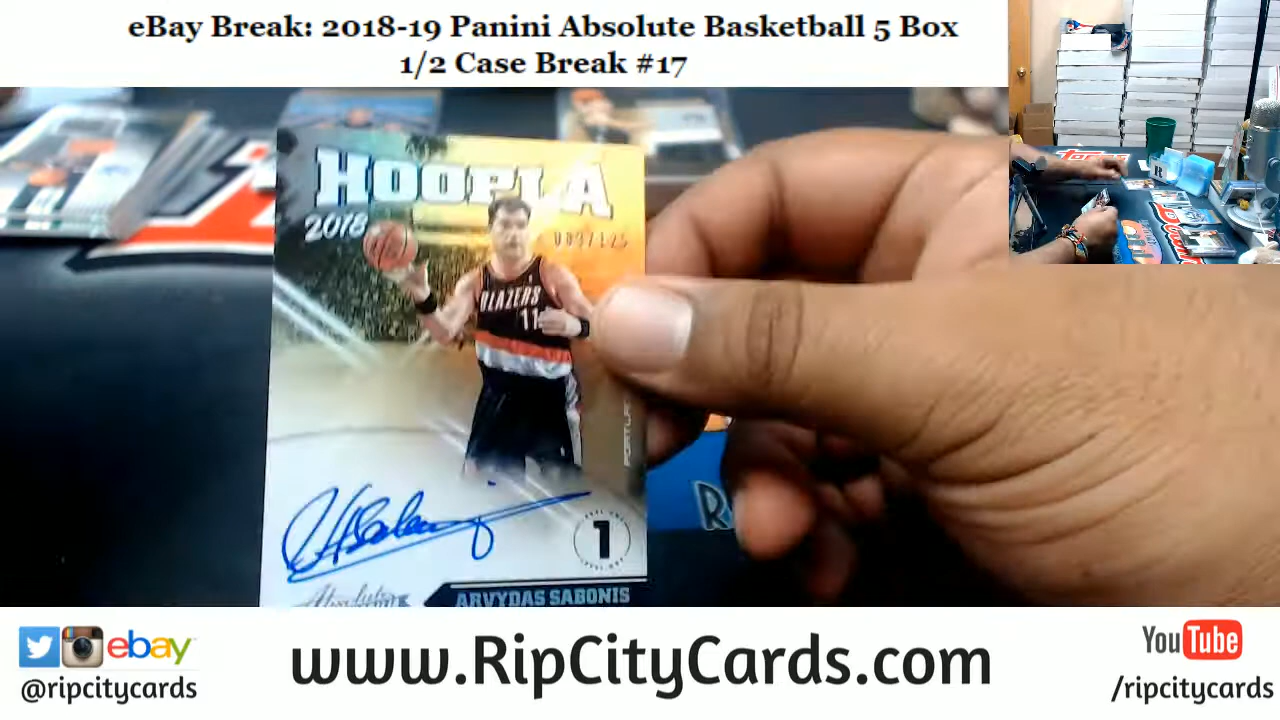 eBay Break: 2018-19 Panini Absolute Basketball 5 Box
1/2 Case Break #17
HOOPLA
2018
BLAZERS
11
1
Absolute
ARVYDAS SABONIS
ebay
@ripcitycards
www.RipCityCards.com
YouTube
/ripcitycards